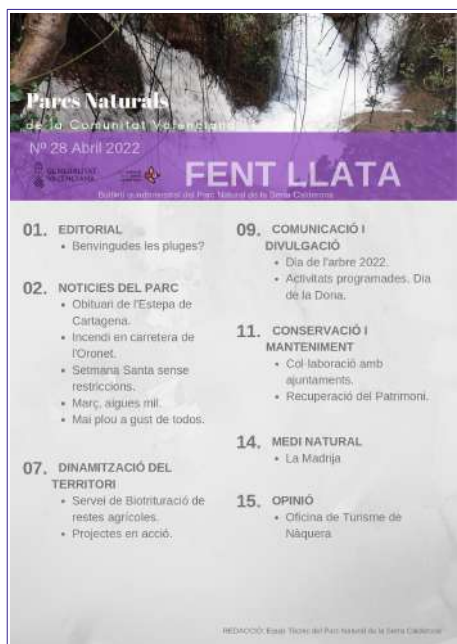 Parcs Naturals
de la Comunitat Valenciana
Nº 28 Abril 2022
GENERALITAT
VALENCIANA
FENT LLATA
Butlletí quadrimestral del Parc Natural de la Serra Calderona
01. EDITORIAL
• Benvingudes les pluges?
02. NOTICIES DEL PARC
• Obituari de l'Estepa de
Cartagena.
• Incendi en carretera de
l'Oronet.
• Setmana Santa sense
restriccions.
• Març, aigues mil.
• Mai plou a gust de todos.
07. DINAMITZACIÓ DEL
TERRITORI
• Servei de Biotrituració de
restes agrícoles.
• Projectes en acció.
09. COMUNICACIÓ I
DIVULGACIÓ
• Dia de l'arbre 2022.
• Activitats programades. Dia
de la Dona.
11. CONSERVACIÓ I
MANTENIMENT
• Col·laboració amb
ajuntaments.
• Recuperació del Patrimoni.
14. MEDI NATURAL
• La Madrija
15. OPINIÓ
• Oficina de Turisme de
Nàquera
REDACCIÓ: Equip Tècnic del Parc Natural de la Serra Calderona